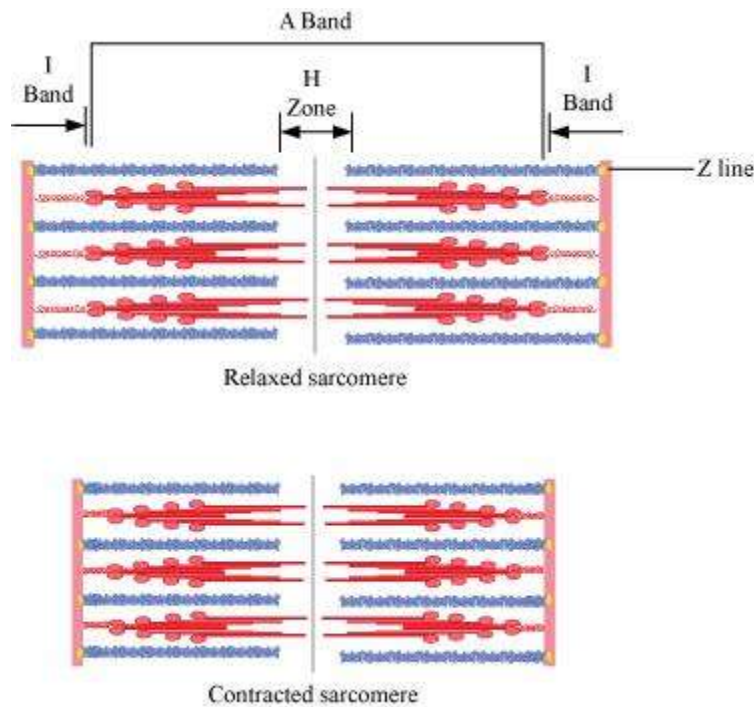 A Band
I
Band
H
Zone
I
Band
Z line
Relaxed sarcomere
Contracted sarcomere